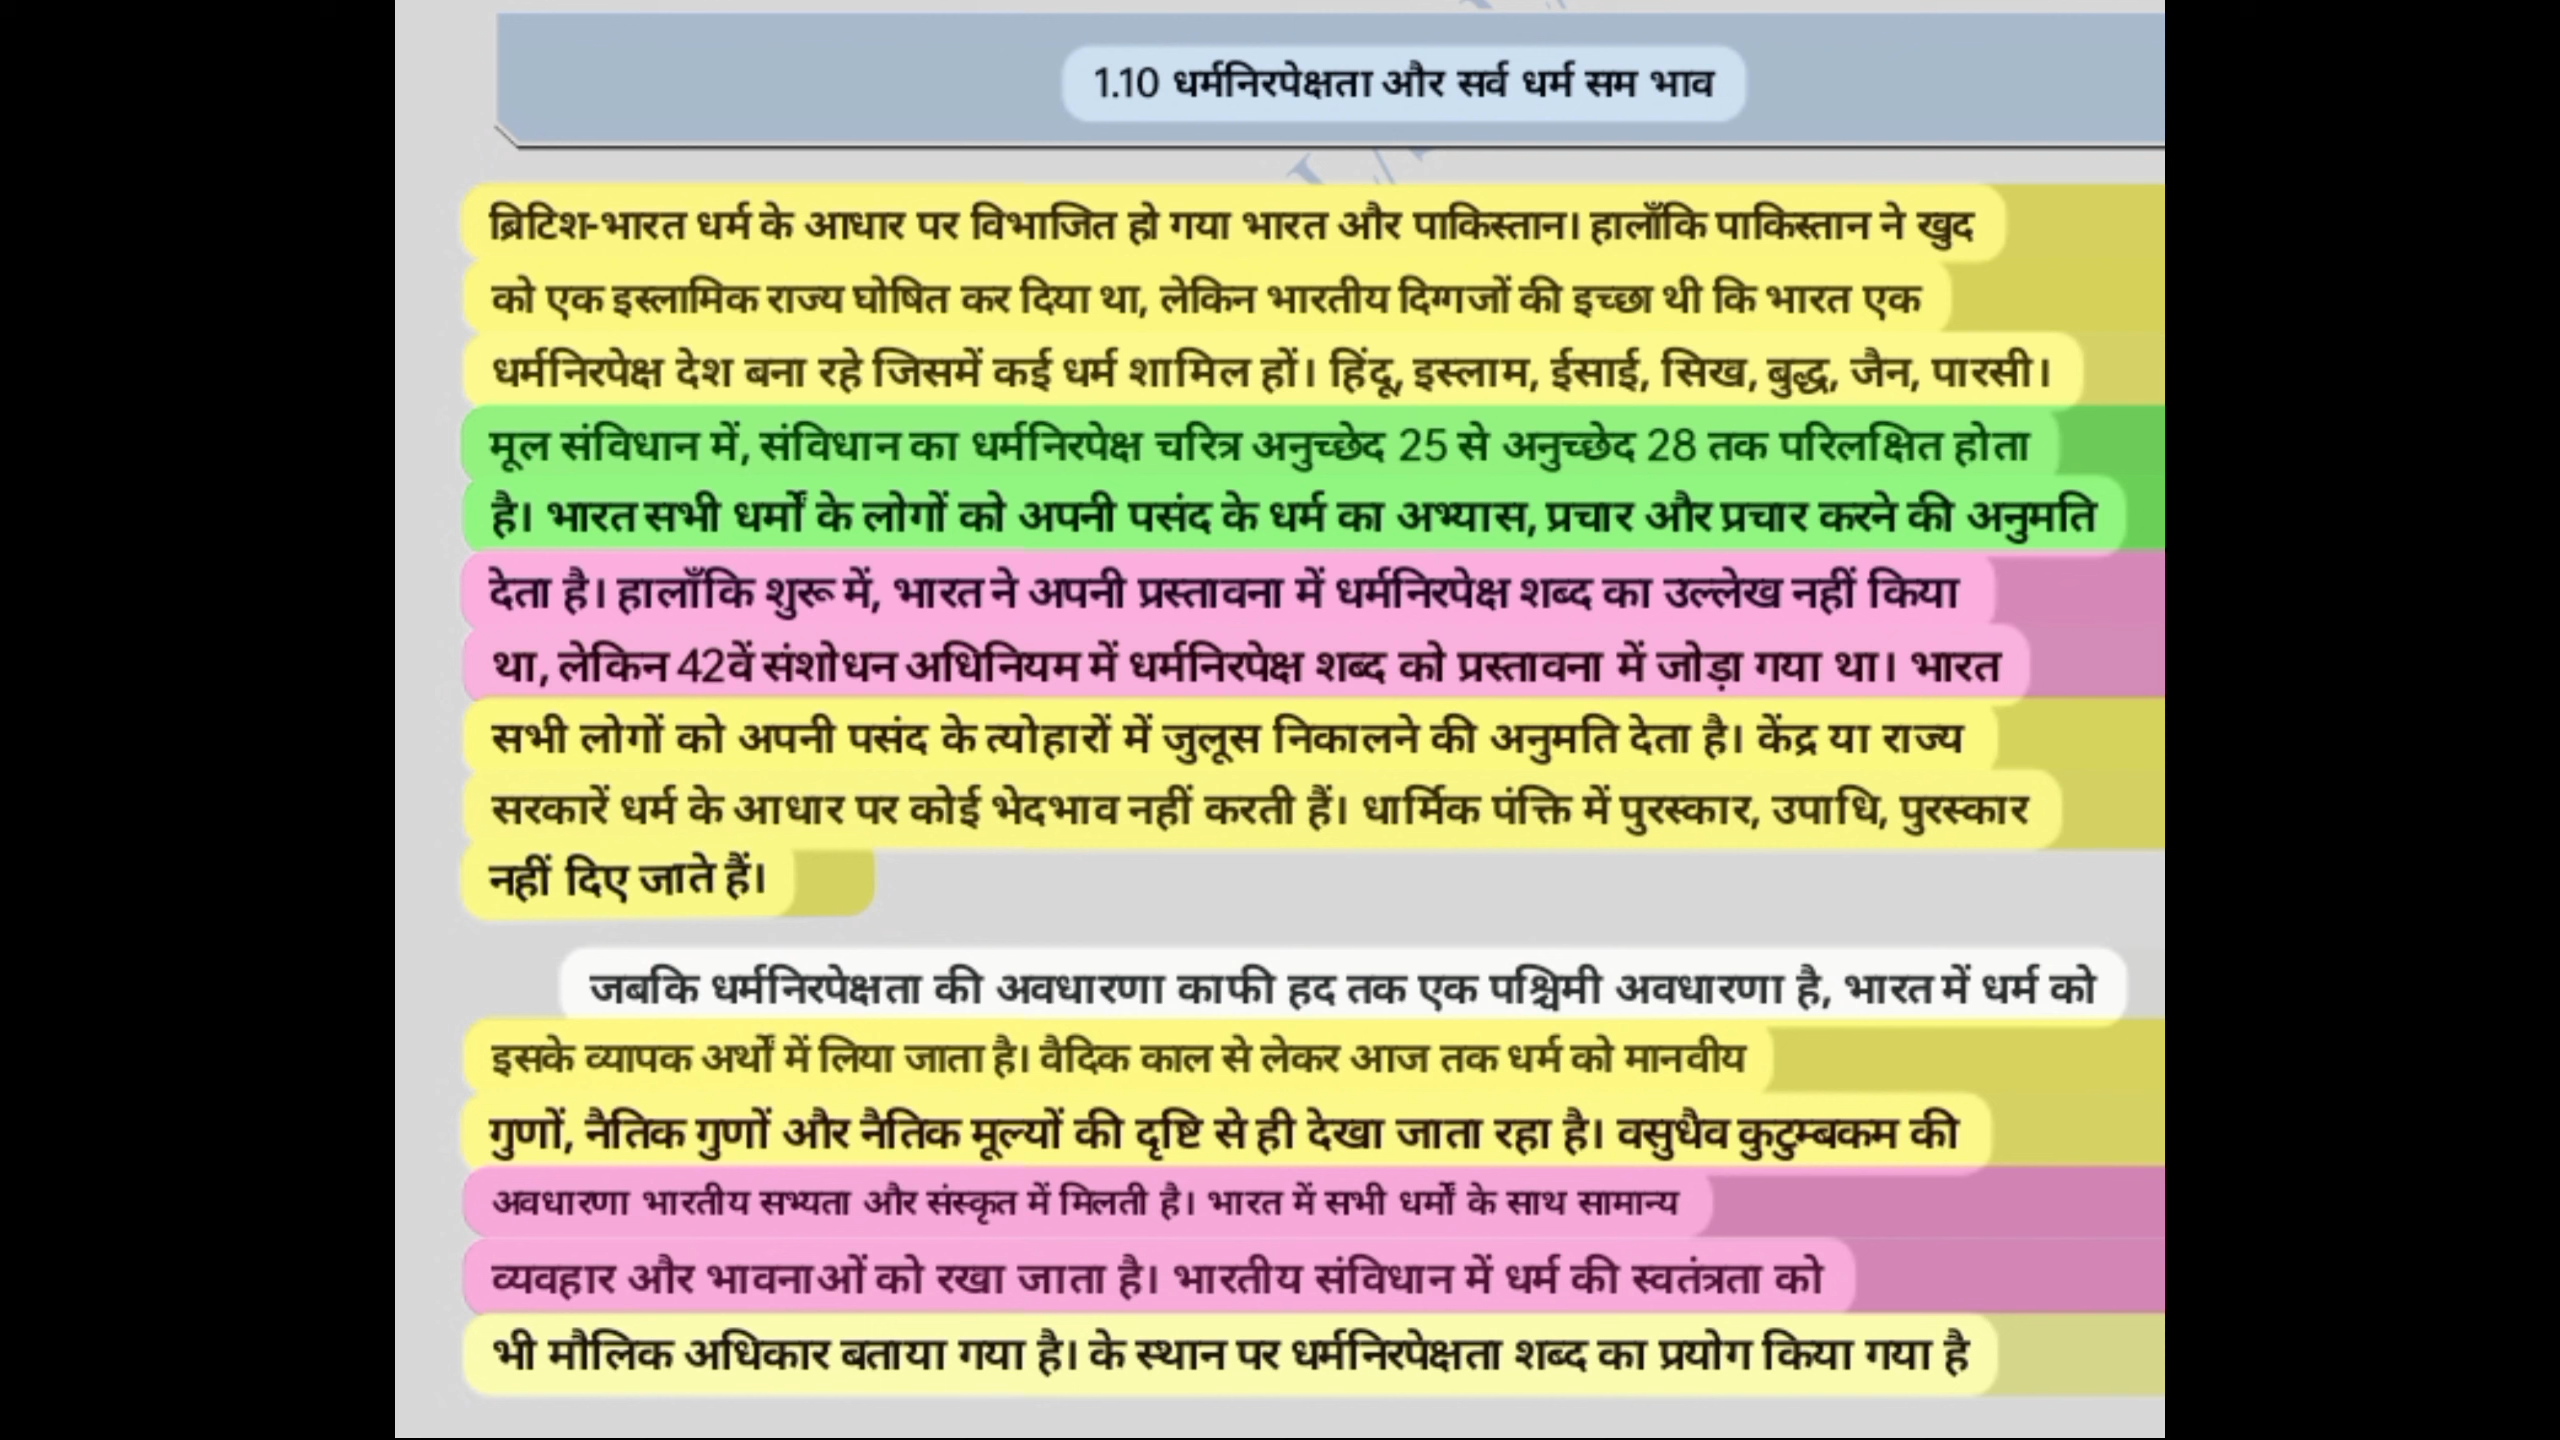 1.10 धर्मनिरपेक्षता और सर्व धर्म सम भाव
ब्रिटिश-भारत धर्म के आधार पर विभाजित हो गया भारत और पाकिस्तान। हालाँकि पाकिस्तान ने खुद
को एक इस्लामिक राज्य घोषित कर दिया था, लेकिन भारतीय दिग्गजों की इच्छा थी कि भारत एक
धर्मनिरपेक्ष देश बना रहे जिसमें कई धर्म शामिल हों। हिंदू, इस्लाम, ईसाई, सिख, बुद्ध, जैन, पारसी।
मूल संविधान में, संविधान का धर्मनिरपेक्ष चरित्र अनुच्छेद 25 से अनुच्छेद 28 तक परिलक्षित होता
है। भारत सभी धर्मों के लोगों को अपनी पसंद के धर्म का अभ्यास, प्रचार और प्रचार करने की अनुमति
देता है। हालाँकि शुरू में, भारत ने अपनी प्रस्तावना में धर्मनिरपेक्ष शब्द का उल्लेख नहीं किया
था, लेकिन 42वें संशोधन अधिनियम में धर्मनिरपेक्ष शब्द को प्रस्तावना में जोड़ा गया था। भारत
सभी लोगों को अपनी पसंद के त्योहारों में जुलूस निकालने की अनुमति देता है। केंद्र या राज्य
सरकारें धर्म के आधार पर कोई भेदभाव नहीं करती हैं। धार्मिक पंक्ति में पुरस्कार, उपाधि, पुरस्कार
नहीं दिए जाते हैं।
जबकि धर्मनिरपेक्षता की अवधारणा काफी हद तक एक पश्चिमी अवधारणा है, भारत में धर्म को
इसके व्यापक अर्थों में लिया जाता है। वैदिक काल से लेकर आज तक धर्म को मानवीय
गुणों, नैतिक गुणों और नैतिक मूल्यों की दृष्टि से ही देखा जाता रहा है। वसुधैव कुटुम्बकम की
अवधारणा भारतीय सभ्यता और संस्कृत में मिलती है। भारत में सभी धर्मों के साथ सामान्य
व्यवहार और भावनाओं को रखा जाता है। भारतीय संविधान में धर्म की स्वतंत्रता को
भी मौलिक अधिकार बताया गया है। के स्थान पर धर्मनिरपेक्षता शब्द का प्रयोग किया गया है